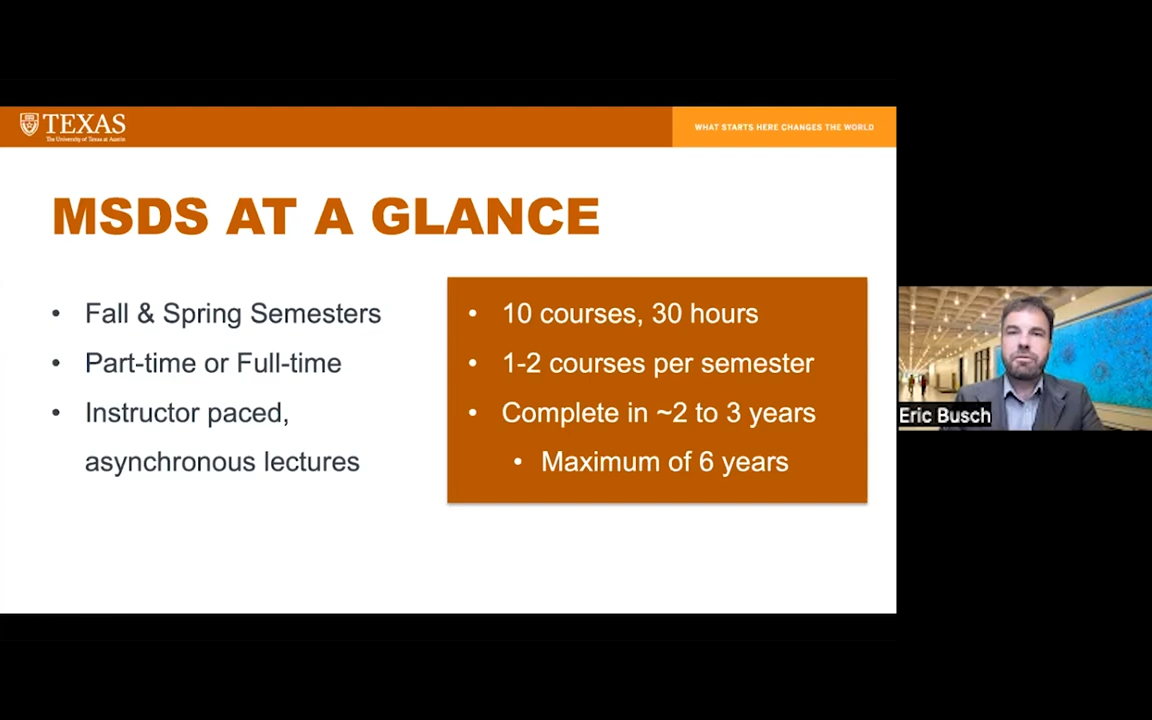 TEXAS
The University of Texas at Austin
WHAT STARTS HERE CHANGES THE WORLD
MSDS AT A GLANCE
• Fall & Spring Semesters
• Part-time or Full-time
• Instructor paced,
asynchronous lectures
• 10 courses, 30 hours
• 1-2 courses per semester
• Complete in ~2 to 3 years
• Maximum of 6 years
Eric Busch